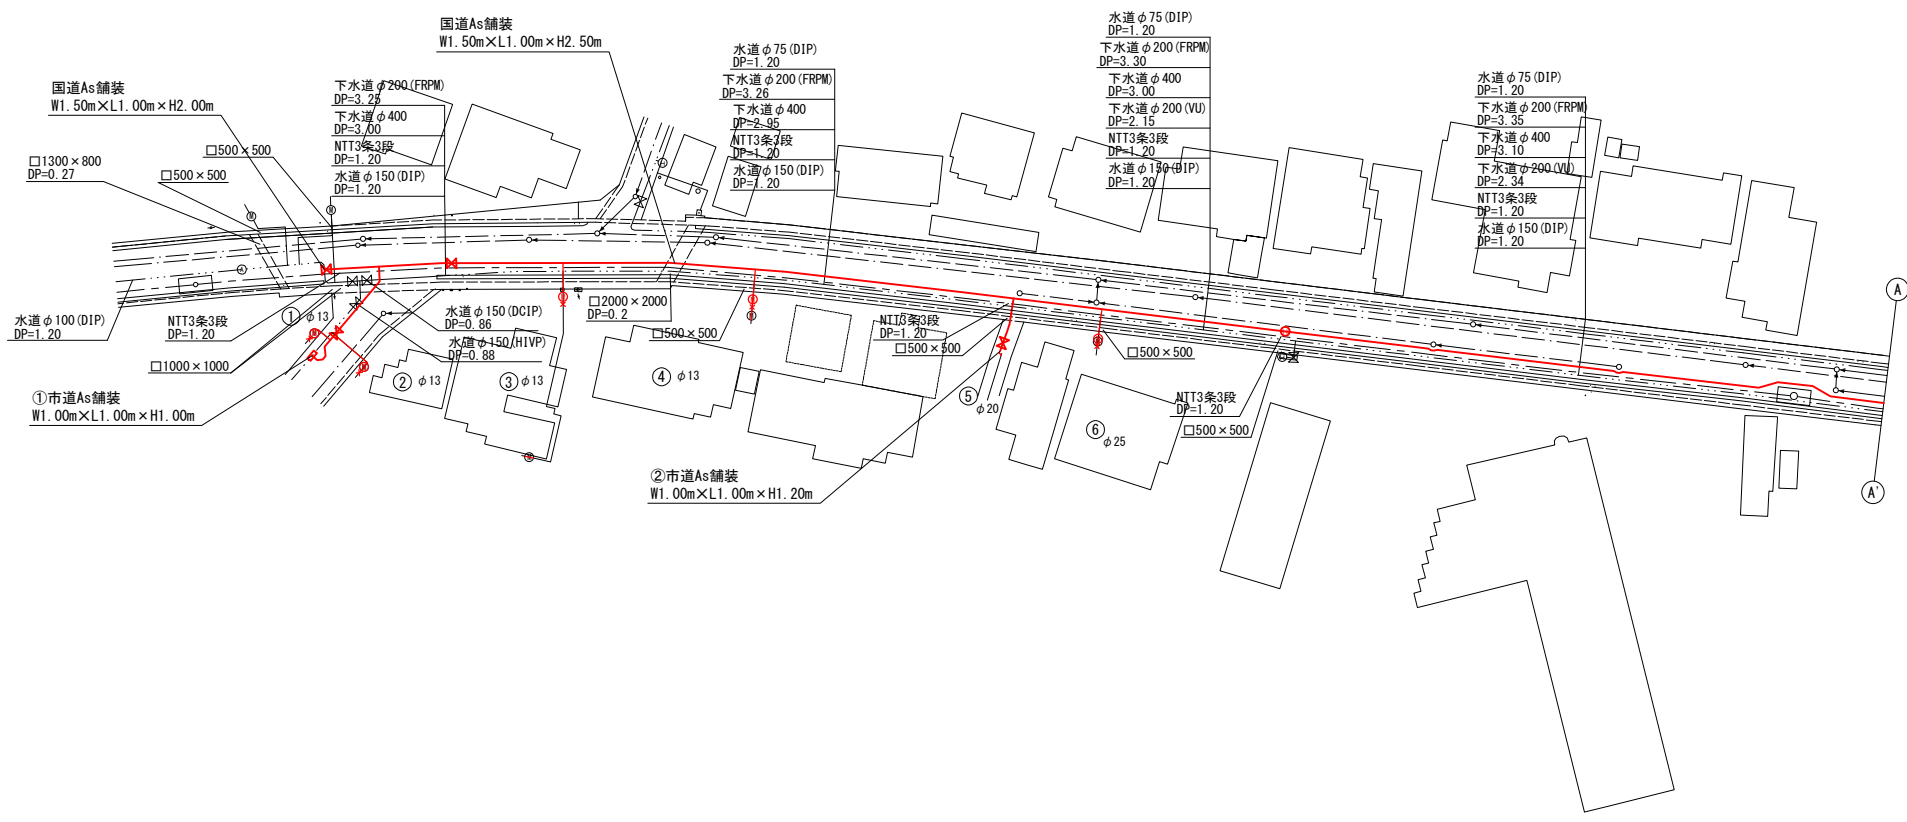 国道As舗装
W1.50m×L1.00m×H2.00m
国道As舗装
W1.50m×L1.00m×H2.50m
□1300×800
DP=0.27
□500×500
□500×500
下水道φ200(FRPM)
DP=3.25
下水道φ400
DP=3.00
NTT3条3段
DP=1.20
水道φ150(DIP)
DP=1.20
水道φ75(DIP)
DP=1.20
下水道φ200(FRPM)
DP=3.26
下水道φ400
DP=2.95
NTT3条3段
DP=1.20
水道φ150(DIP)
DP=1.20
水道φ75(DIP)
DP=1.20
下水道φ200(FRPM)
DP=3.30
下水道φ400
DP=3.00
下水道φ200(VU)
DP=2.15
NTT3条3段
DP=1.20
水道φ150(DIP)
DP=1.20
水道φ75(DIP)
DP=1.20
下水道φ200(FRPM)
DP=3.35
下水道φ400
DP=3.10
下水道φ200(VU)
DP=2.34
NTT3条3段
DP=1.20
水道φ150(DIP)
DP=1.20
水道φ100(DIP)
DP=1.20
NTT3条3段
DP=1.20
□1000×1000
① φ13
水道φ150(DCIP)
DP=0.86
水道φ150(HIVP)
DP=0.88
□2000×2000
DP=0.2
□500×500
NTT3条3段
DP=1.20
□500×500
□500×500
NTT3条3段
DP=1.20
□500×500
② φ13
③ φ13
④ φ13
⑤
φ20
⑥ φ25
①市道As舗装
W1.00m×L1.00m×H1.00m
②市道As舗装
W1.00m×L1.00m×H1.20m
A
A'